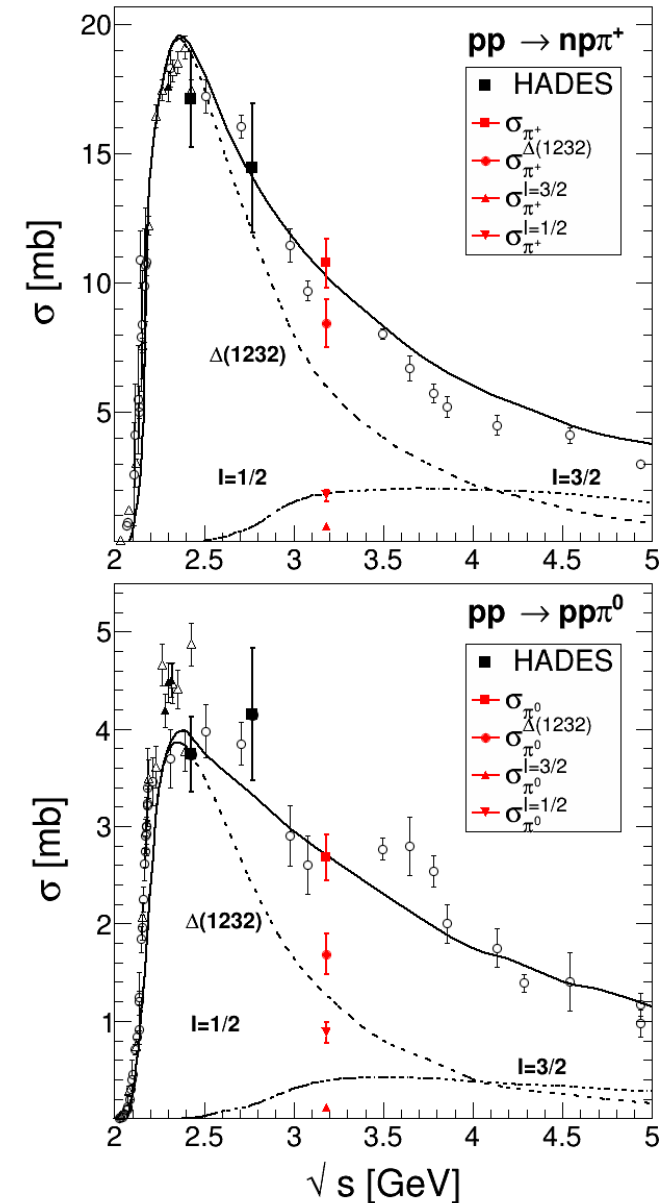 pp → npπ⁺
HADES
σ_π⁺
σ_π⁺^Δ(1232)
σ_π⁺^I=3/2
σ_π⁺^I=1/2
σ [mb]
20
15
10
5
Δ(1232)
I=1/2
I=3/2
2 2.5 3 3.5 4 4.5 5
pp → ppπ⁰
HADES
σ_π⁰
σ_π⁰^Δ(1232)
σ_π⁰^I=3/2
σ_π⁰^I=1/2
σ [mb]
5
4
3
2
1
Δ(1232)
I=1/2
I=3/2
2 2.5 3 3.5 4 4.5 5
√ s [GeV]